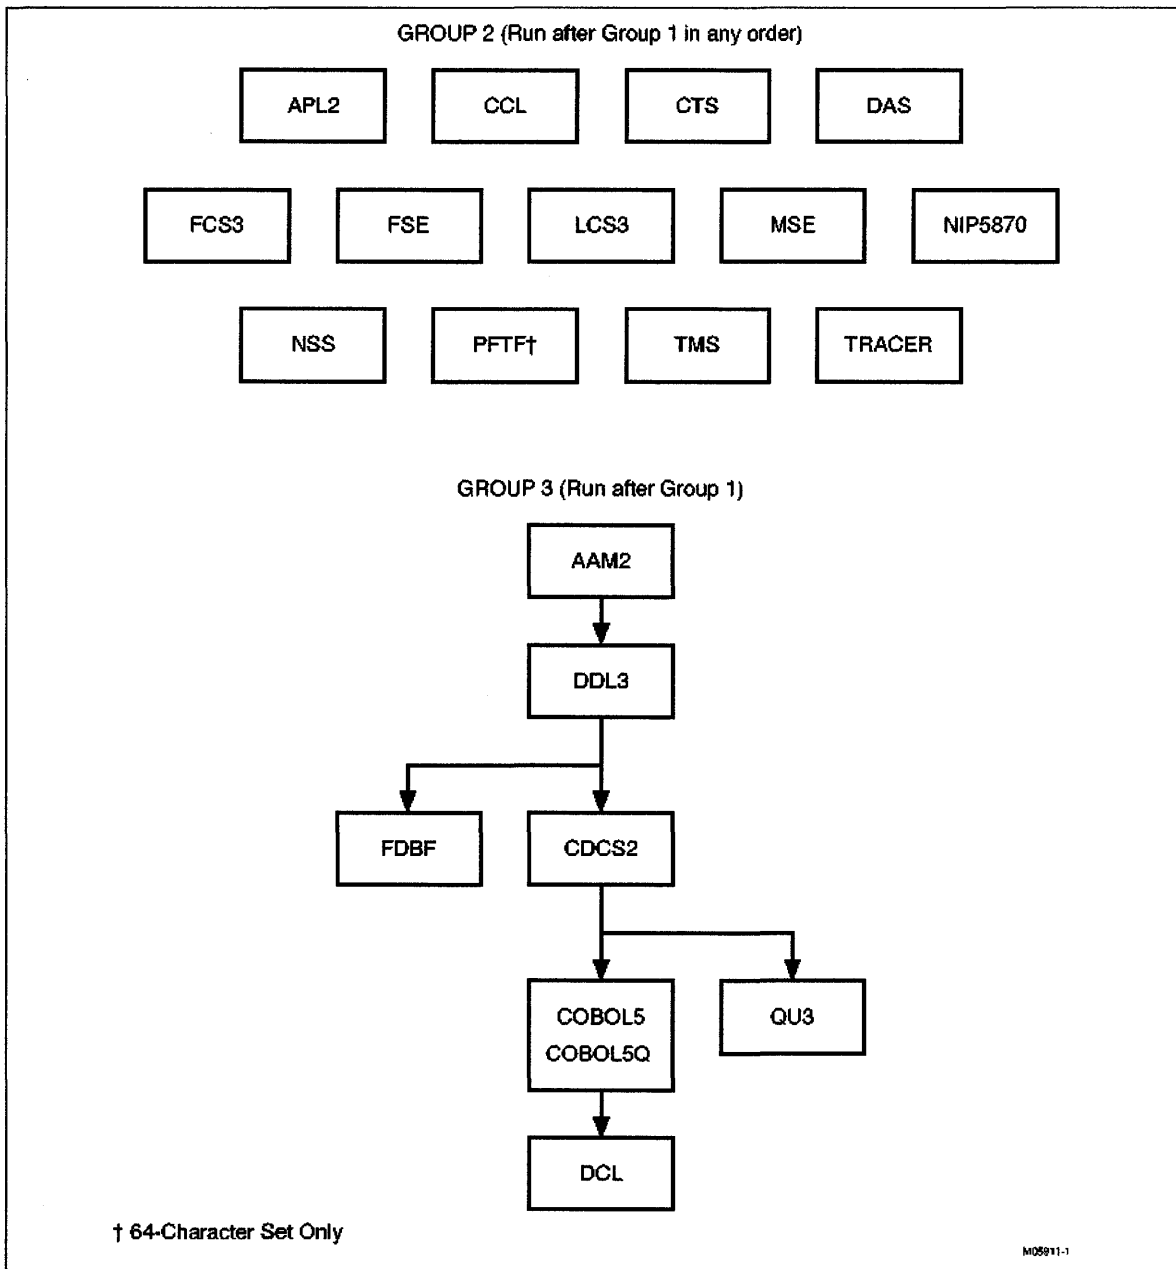 GROUP 2 (Run after Group 1 in any order)
APL2
CCL
CTS
DAS
FCS3
FSE
LCS3
MSE
NIP5870
NSS
PFTF†
TMS
TRACER
GROUP 3 (Run after Group 1)
AAM2
DDL3
FDBF
CDCS2
COBOL5
COBOL5Q
QU3
DCL
† 64-Character Set Only
M05911-1